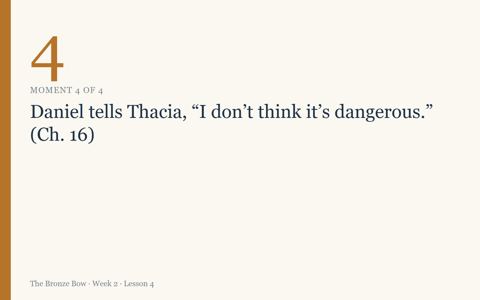 4
MOMENT 4 OF 4
Daniel tells Thacia, “I don’t think it’s dangerous.”
(Ch. 16)
The Bronze Bow · Week 2 · Lesson 4